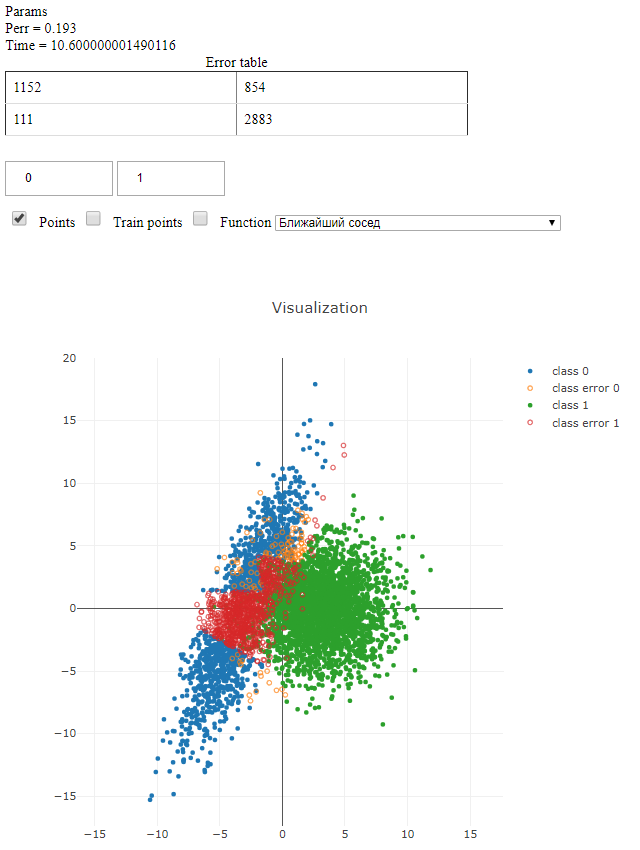 Params
Perr = 0.193
Time = 10.600000001490116
Error table
1152 854
111 2883
0 1
Points Train points Function Ближайший сосед
Visualization
class 0
class error 0
class 1
class error 1
20
15
10
5
0
−5
−10
−15
−15 −10 −5 0 5 10 15